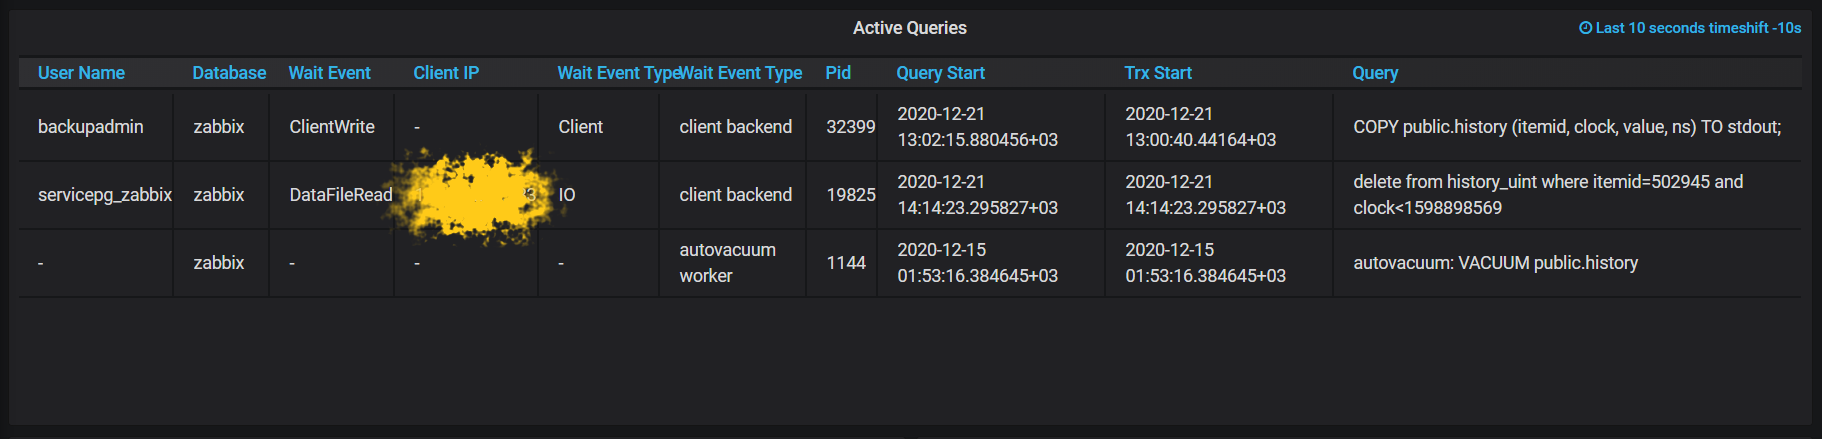 Active Queries
Last 10 seconds timeshift -10s
User Name Database Wait Event Client IP Wait Event Type Wait Event Type Pid Query Start Trx Start Query
backupadmin zabbix ClientWrite - Client client backend 32399 2020-12-21 13:02:15.880456+03 2020-12-21 13:00:40.44164+03 COPY public.history (itemid, clock, value, ns) TO stdout;
servicepg_zabbix zabbix DataFileRead IO client backend 19825 2020-12-21 14:14:23.295827+03 2020-12-21 14:14:23.295827+03 delete from history_uint where itemid=502945 and clock<1598898569
- zabbix - - - autovacuum worker 1144 2020-12-15 01:53:16.384645+03 2020-12-15 01:53:16.384645+03 autovacuum: VACUUM public.history